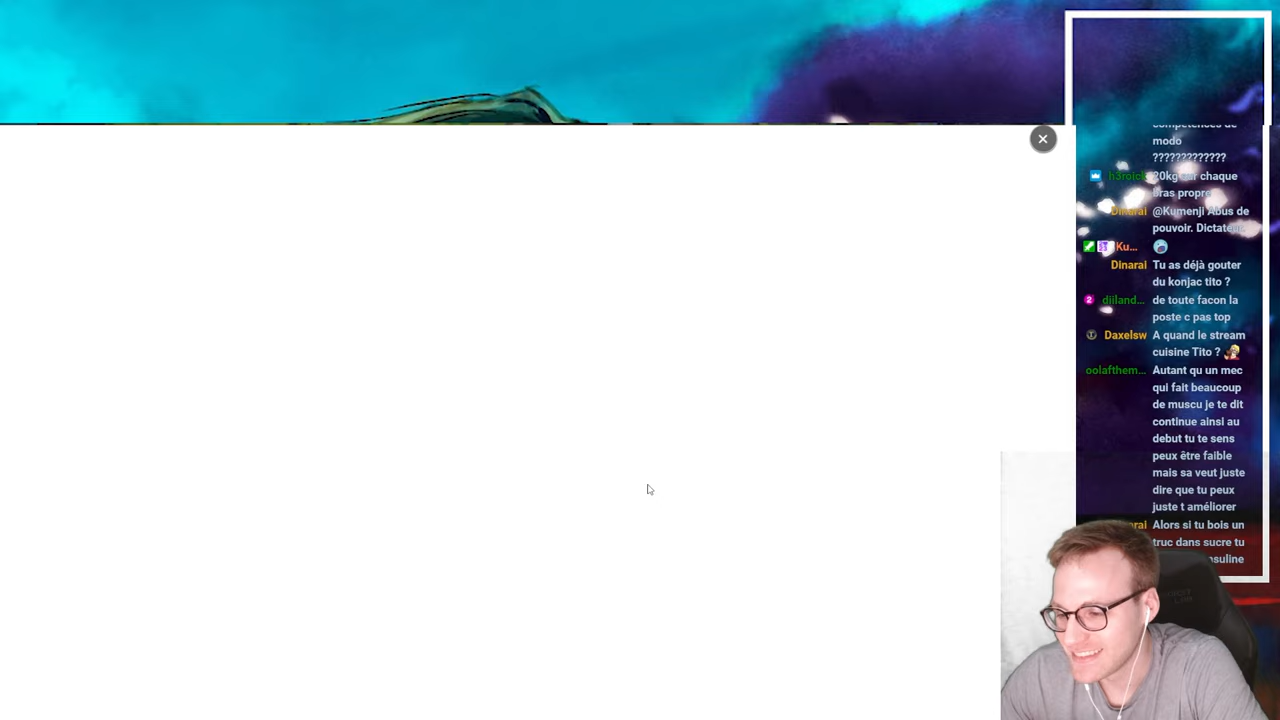 modo
?????????????
20kg sur chaque
bras propre
Dinarai @Kumenji Abus de
pouvoir.
Ku...
Dinarai Tu as déjà gouter
du konjac tito ?
de toute facon la
poste c pas top
Daxelsw A quand le stream
cuisine Tito ?
oolafthem... Autant qu un mec
qui fait beaucoup
de muscu je te dit
continue ainsi au
debut tu te sens
peux être faible
mais sa veut juste
dire que tu peux
juste t améliorer
Alors si tu bois un
truc dans sucre tu